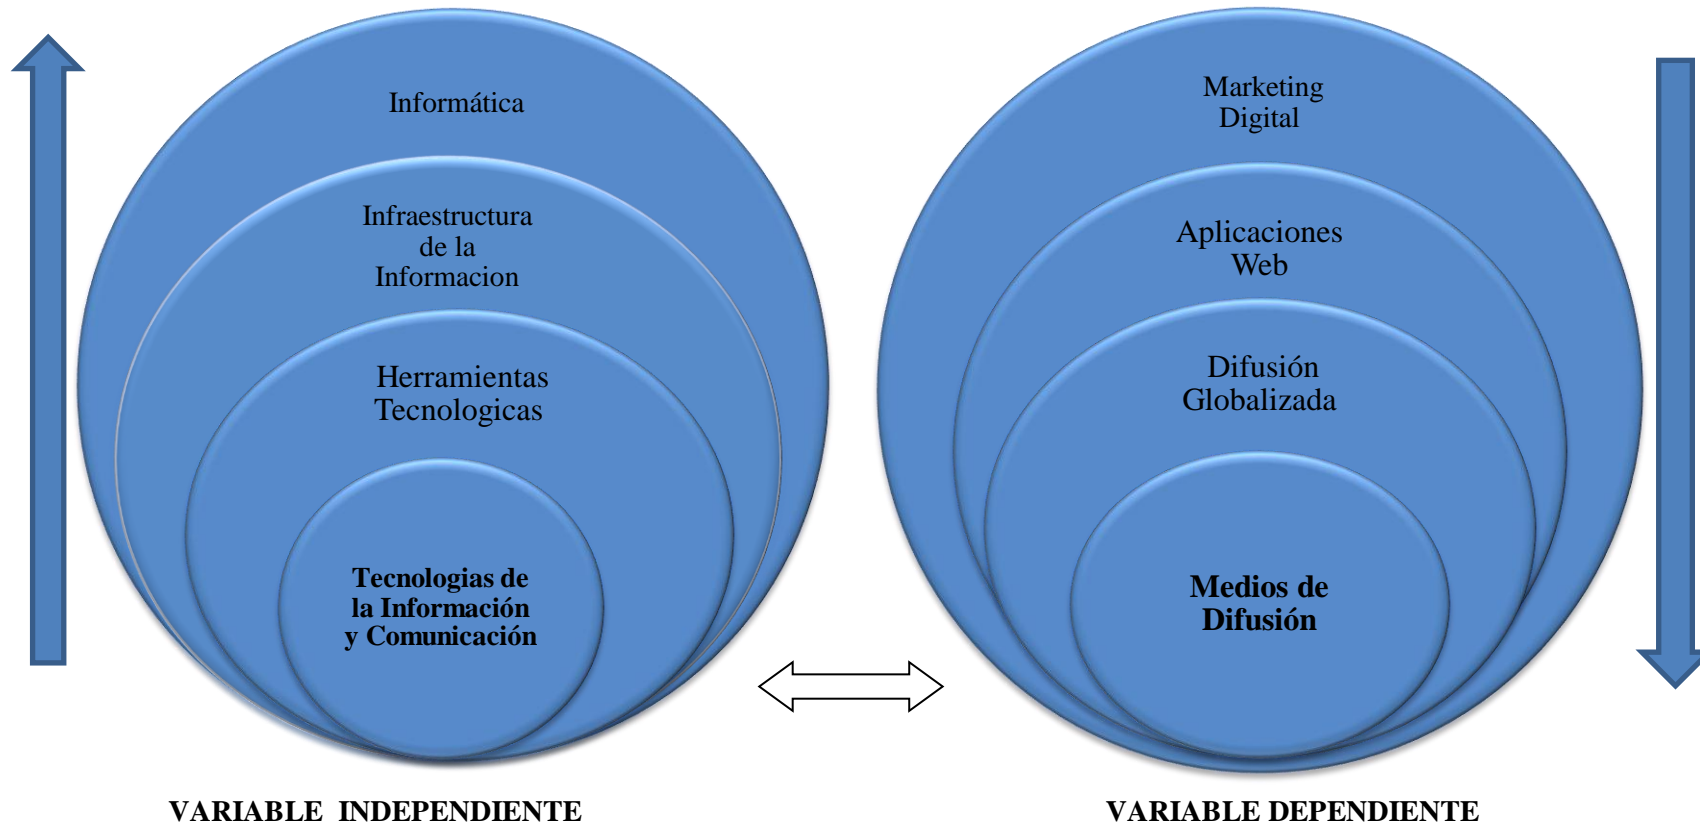 Informática
Infraestructura
de la
Informacion
Herramientas
Tecnologicas
Tecnologias de
la Información
y Comunicación
VARIABLE  INDEPENDIENTE
Marketing
Digital
Aplicaciones
Web
Difusión
Globalizada
Medios de
Difusión
VARIABLE DEPENDIENTE